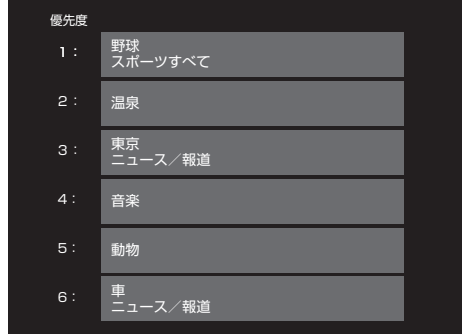 優先度
1：
野球
スポーツすべて
2：
温泉
3：
東京
ニュース／報道
4：
音楽
5：
動物
6：
車
ニュース／報道